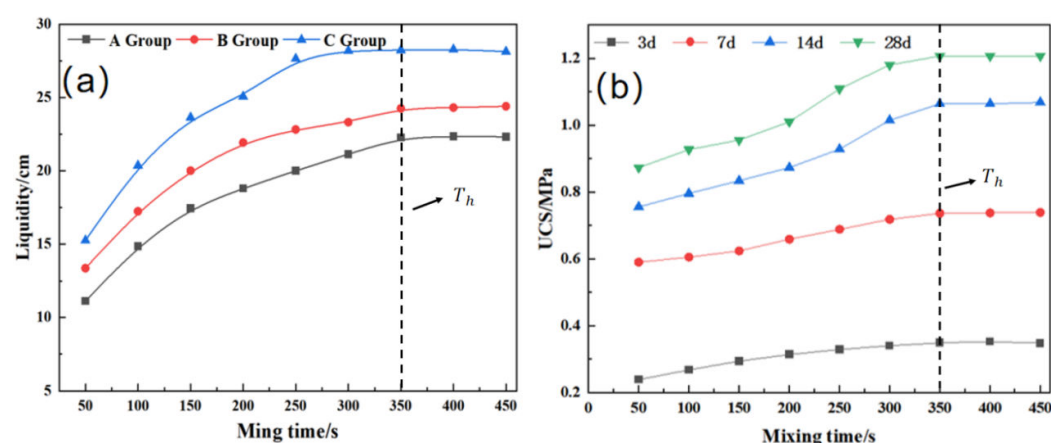 (a)
A Group B Group C Group
Liquidity/cm
30
25
20
15
10
5
T_h
50 100 150 200 250 300 350 400 450
Ming time/s
(b)
3d 7d 14d 28d
UCS/MPa
1.2
1.0
0.8
0.6
0.4
0.2
T_h
0 50 100 150 200 250 300 350 400 450
Mixing time/s